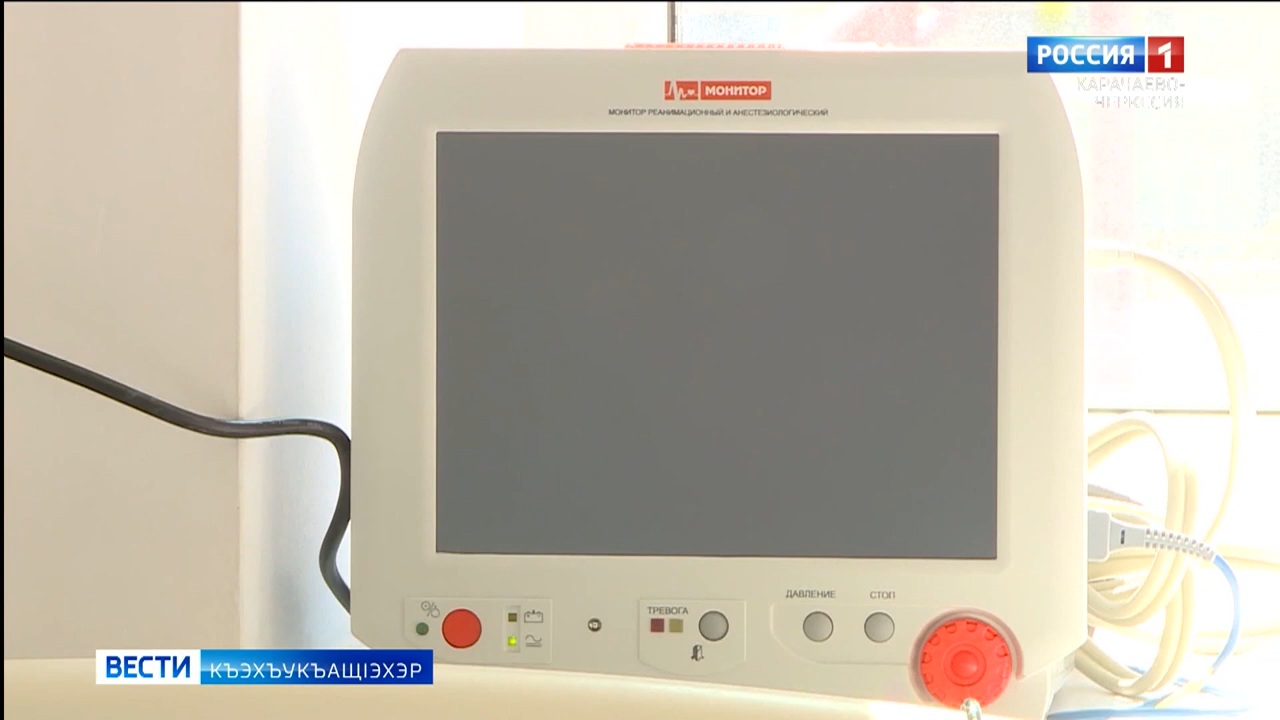 РОССИЯ 1
КАРАЧАЕВО-
ЧЕРКЕСИЯ
МОНИТОР
МОНИТОР РЕАНИМАЦИОННЫЙ И АНЕСТЕЗИОЛОГИЧЕСКИЙ
ДАВЛЕНИЕ СТОП
ТРЕВОГА
ВЕСТИ КЪЭХЪУКЪАЩIЭХЭР